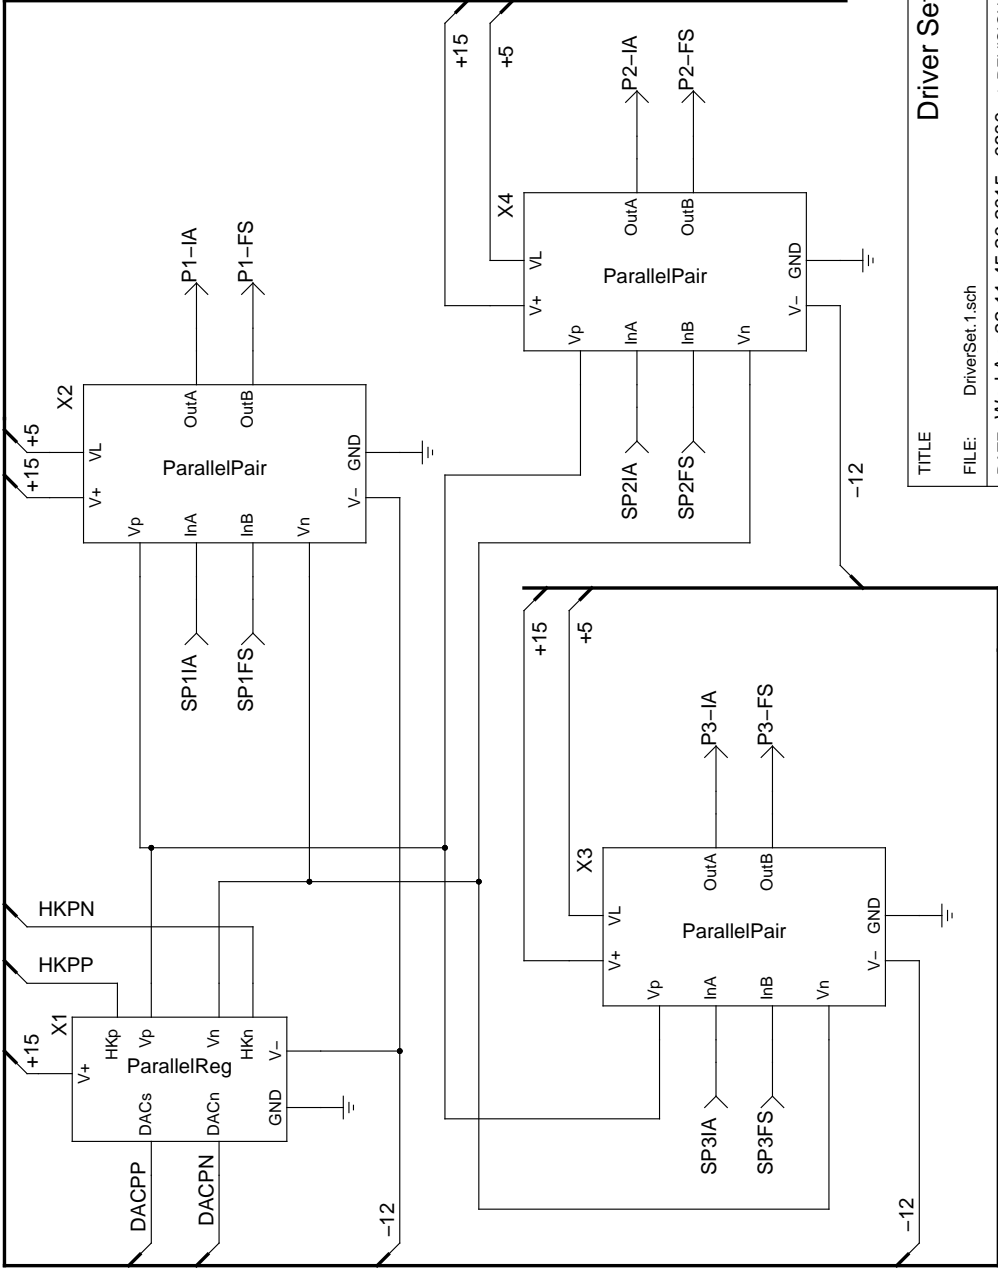 +15
X1
V+
HKp
Vp
Vn
HKn
V−
DACs
DACn
GND
ParallelReg
DACPP
DACPN
−12
HKPP
HKPN
+15
+5
X2
V+
VL
Vp
InA
InB
Vn
V−
GND
OutA
OutB
ParallelPair
SP1IA
SP1FS
P1−IA
P1−FS
+15
+5
X3
V+
VL
Vp
InA
InB
Vn
V−
GND
OutA
OutB
ParallelPair
SP3IA
SP3FS
P3−IA
P3−FS
−12
+15
+5
X4
V+
VL
Vp
InA
InB
Vn
V−
GND
OutA
OutB
ParallelPair
SP2IA
SP2FS
P2−IA
P2−FS
−12
TITLE
Driver Set
FILE: DriverSet.1.sch